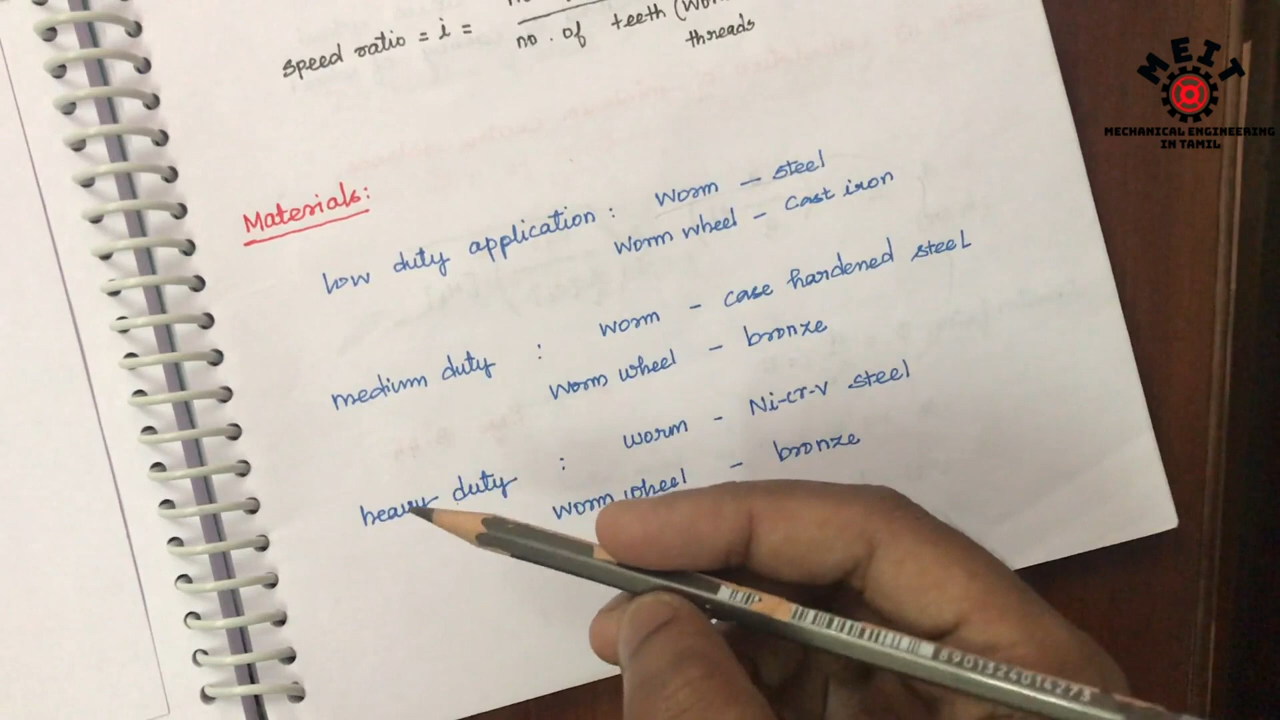 speed ratio = i =
no. of teeth
threads
MEIT
MECHANICAL ENGINEERING
IN TAMIL
Materials:
low duty application : worm – steel
worm wheel – cast iron
medium duty : worm – case hardened steel
worm wheel – bronze
heavy duty : worm – Ni-cr-v steel
worm wheel – bronze
8901324014273